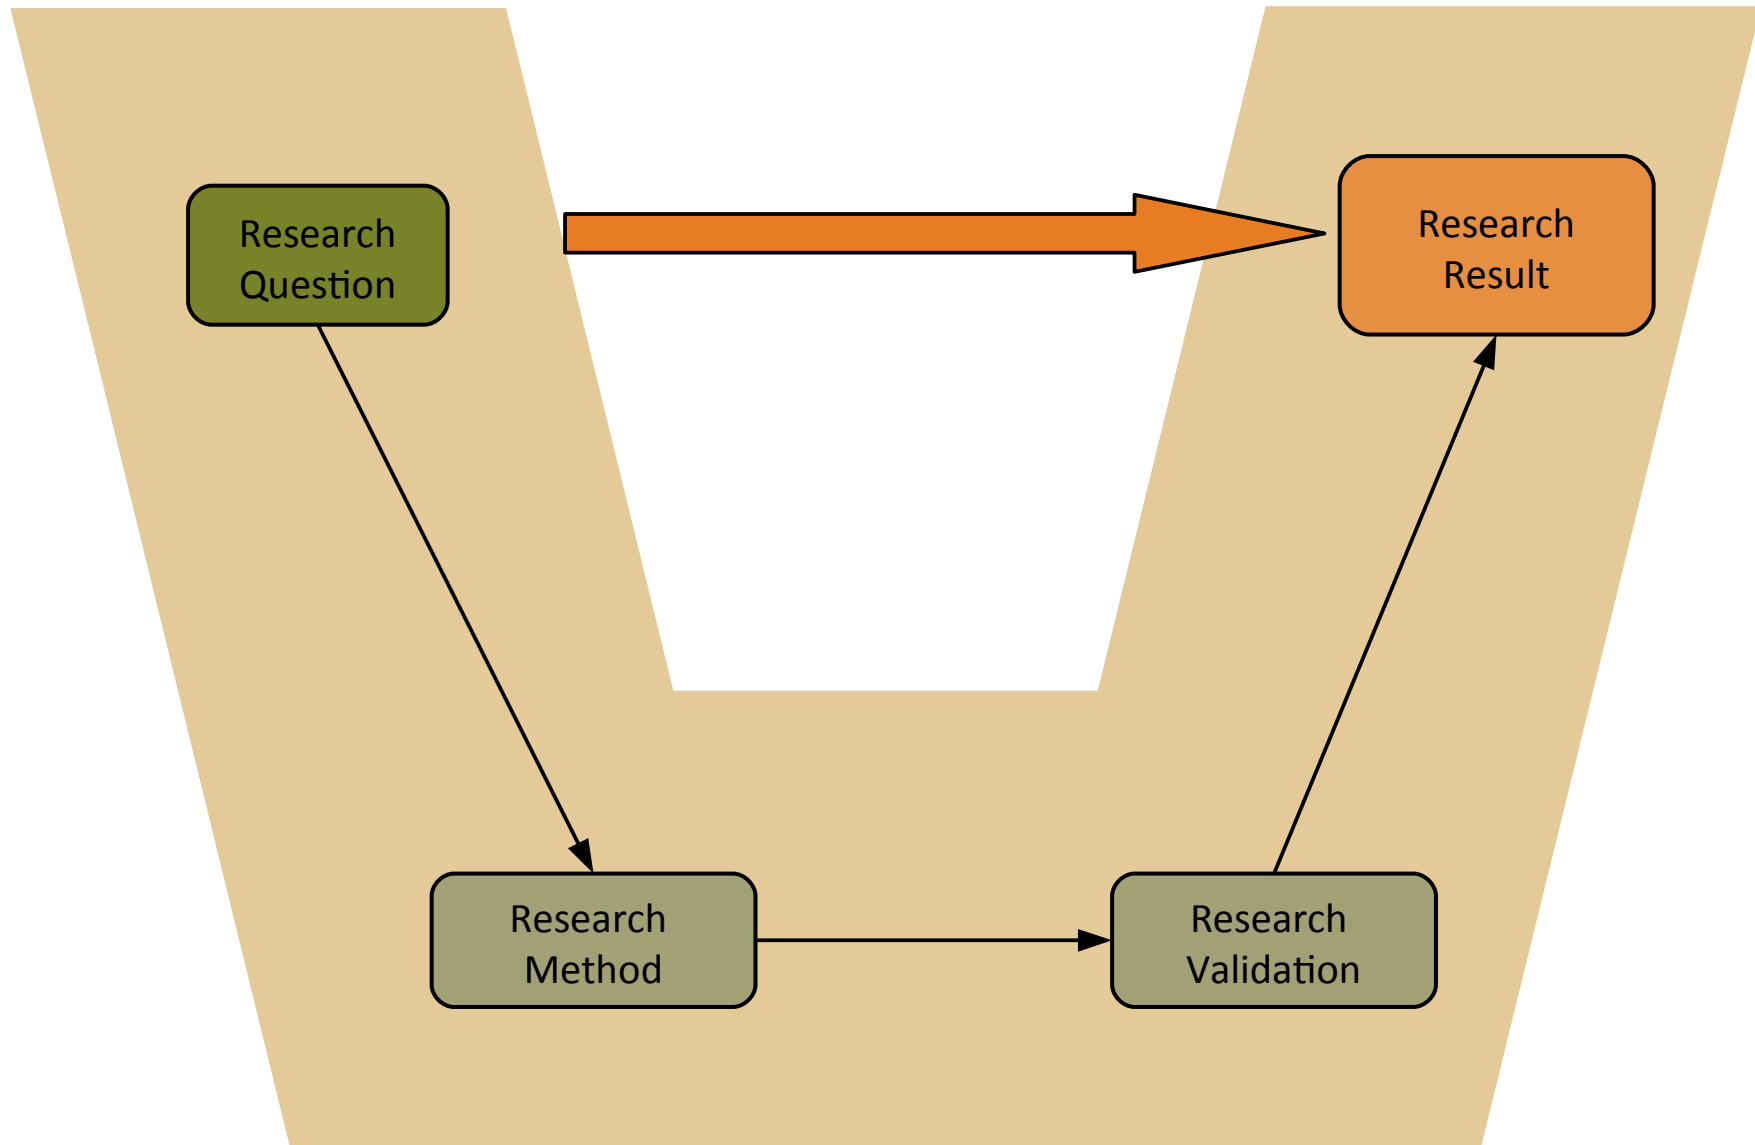 Research
Question
Research
Result
Research
Method
Research
Validation